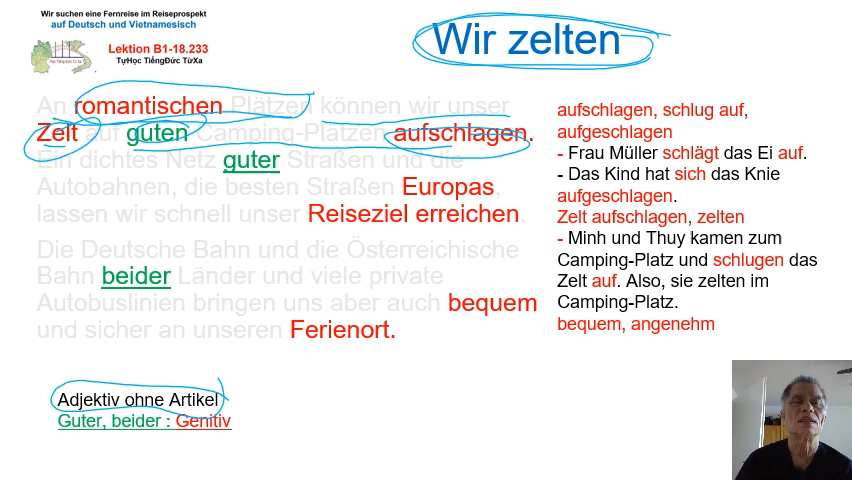 Wir suchen eine Fernreise im Reiseprospekt
auf Deutsch und Vietnamesisch
Lektion B1-18.233
TựHọc TiếngĐức TừXa
Wir zelten
An romantischen Plätzen können wir unser
Zelt auf guten Camping-Plätzen aufschlagen.
Ein dichtes Netz guter Straßen und die
Autobahnen, die besten Straßen Europas,
lassen wir schnell unser Reiseziel erreichen.
Die Deutsche Bahn und die Österreichische
Bahn beider Länder und viele private
Autobuslinien bringen uns aber auch bequem
und sicher an unseren Ferienort.
Adjektiv ohne Artikel
Guter, beider : Genitiv
aufschlagen, schlug auf,
aufgeschlagen
- Frau Müller schlägt das Ei auf.
- Das Kind hat sich das Knie
aufgeschlagen.
Zelt aufschlagen, zelten
- Minh und Thuy kamen zum
Camping-Platz und schlugen das
Zelt auf. Also, sie zelten im
Camping-Platz.
bequem, angenehm